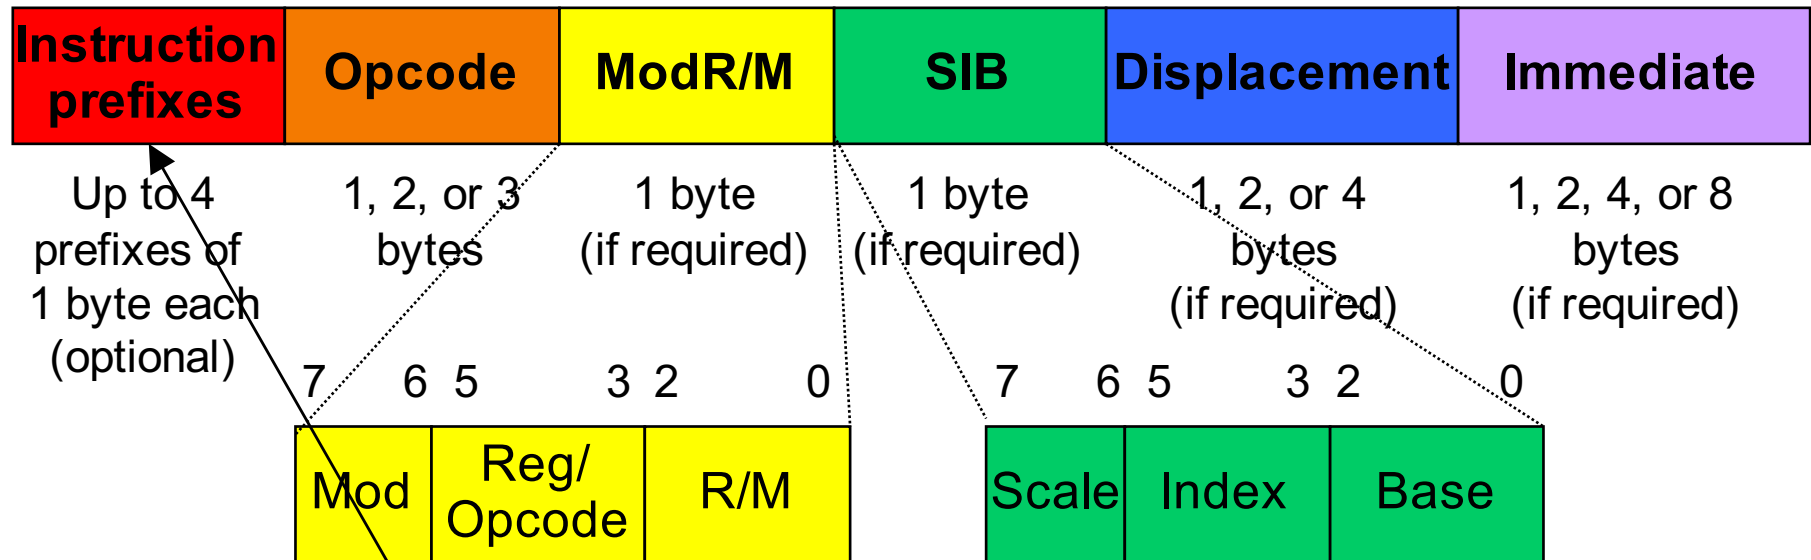 Instruction prefixes
Opcode
ModR/M
SIB
Displacement
Immediate
Up to 4
prefixes of
1 byte each
(optional)
1, 2, or 3
bytes
1 byte
(if required)
1 byte
(if required)
1, 2, or 4
bytes
(if required)
1, 2, 4, or 8
bytes
(if required)
7 6 5 3 2 0
7 6 5 3 2 0
Mod
Reg/
Opcode
R/M
Scale
Index
Base